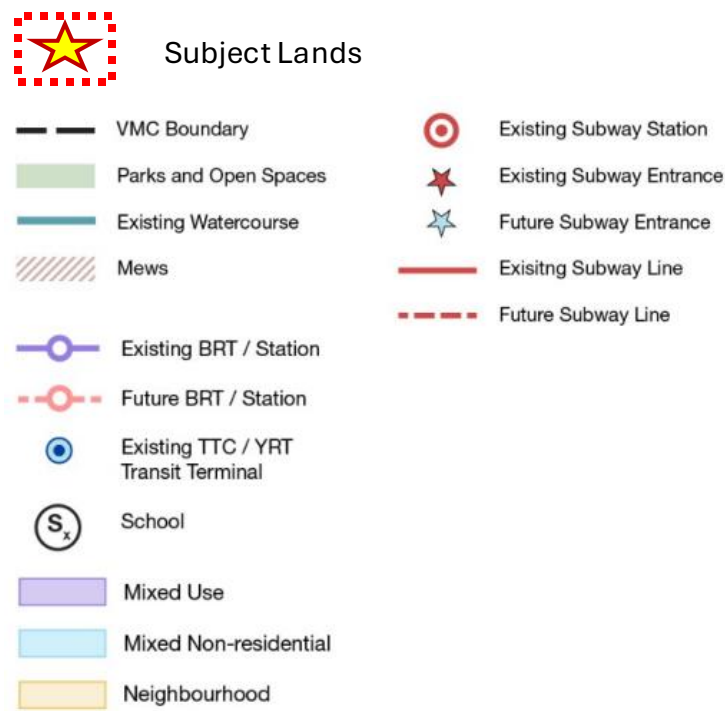 Subject Lands
VMC Boundary
Parks and Open Spaces
Existing Watercourse
Mews
Existing BRT / Station
Future BRT / Station
Existing TTC / YRT
Transit Terminal
Sx
School
Mixed Use
Mixed Non-residential
Neighbourhood
Existing Subway Station
Existing Subway Entrance
Future Subway Entrance
Exisitng Subway Line
Future Subway Line